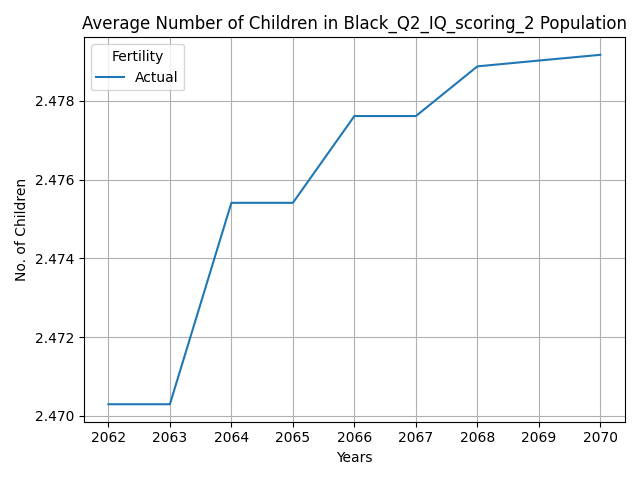 Average Number of Children in Black_Q2_IQ_scoring_2 Population
Fertility
Actual
No. of Children
2.478
2.476
2.474
2.472
2.470
2062 2063 2064 2065 2066 2067 2068 2069 2070
Years